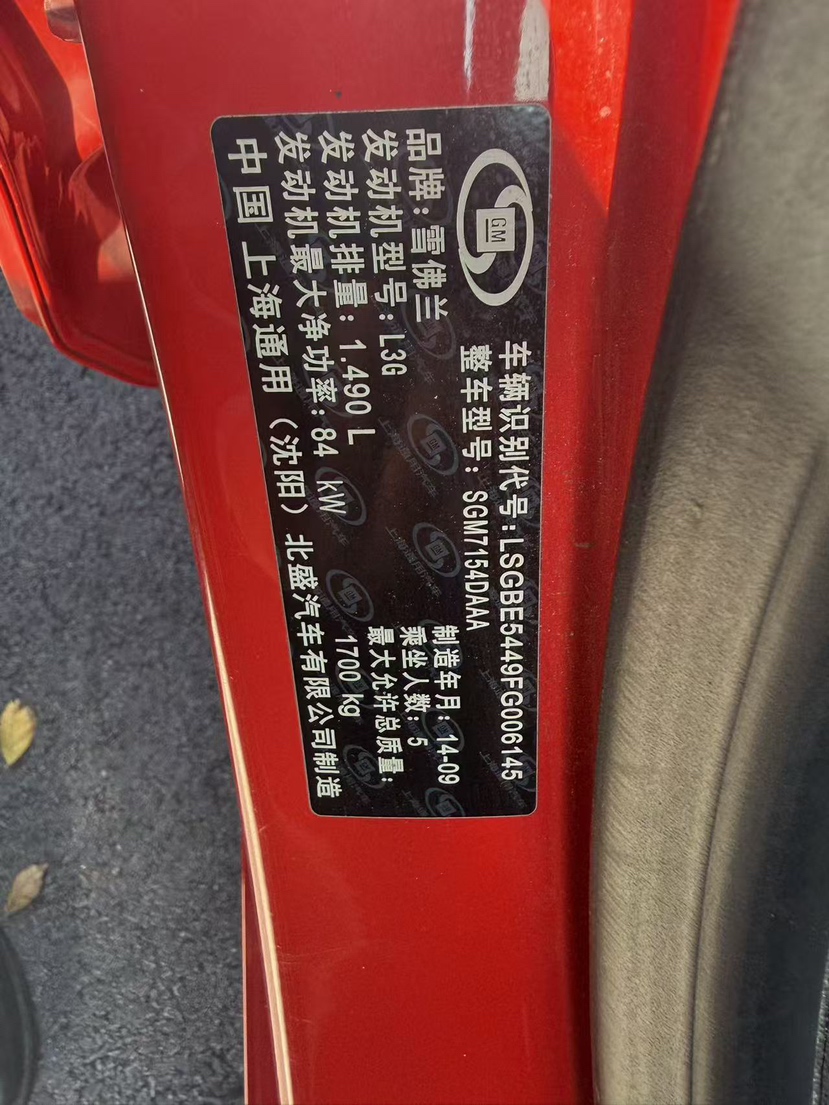 GM
车辆识别代号:LSGBE5449FG006145
整车型号:SGM7154DAAA
品牌:雪佛兰
发动机型号:L3G
发动机排量:1.490 L
发动机最大净功率:84 kW
制造年月:14-09
乘坐人数:5
最大允许总质量:
1700 kg
中国 上海通用(沈阳)北盛汽车有限公司制造